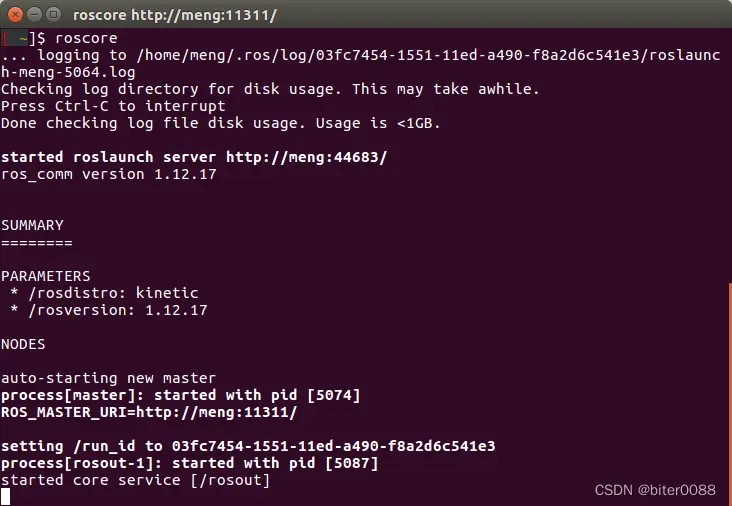 roscore http://meng:11311/
[ ~]$ roscore
... logging to /home/meng/.ros/log/03fc7454-1551-11ed-a490-f8a2d6c541e3/roslaunc
h-meng-5064.log
Checking log directory for disk usage. This may take awhile.
Press Ctrl-C to interrupt
Done checking log file disk usage. Usage is <1GB.
started roslaunch server http://meng:44683/
ros_comm version 1.12.17
SUMMARY
========
PARAMETERS
 * /rosdistro: kinetic
 * /rosversion: 1.12.17
NODES
auto-starting new master
process[master]: started with pid [5074]
ROS_MASTER_URI=http://meng:11311/
setting /run_id to 03fc7454-1551-11ed-a490-f8a2d6c541e3
process[rosout-1]: started with pid [5087]
started core service [/rosout]
CSDN @biter0088